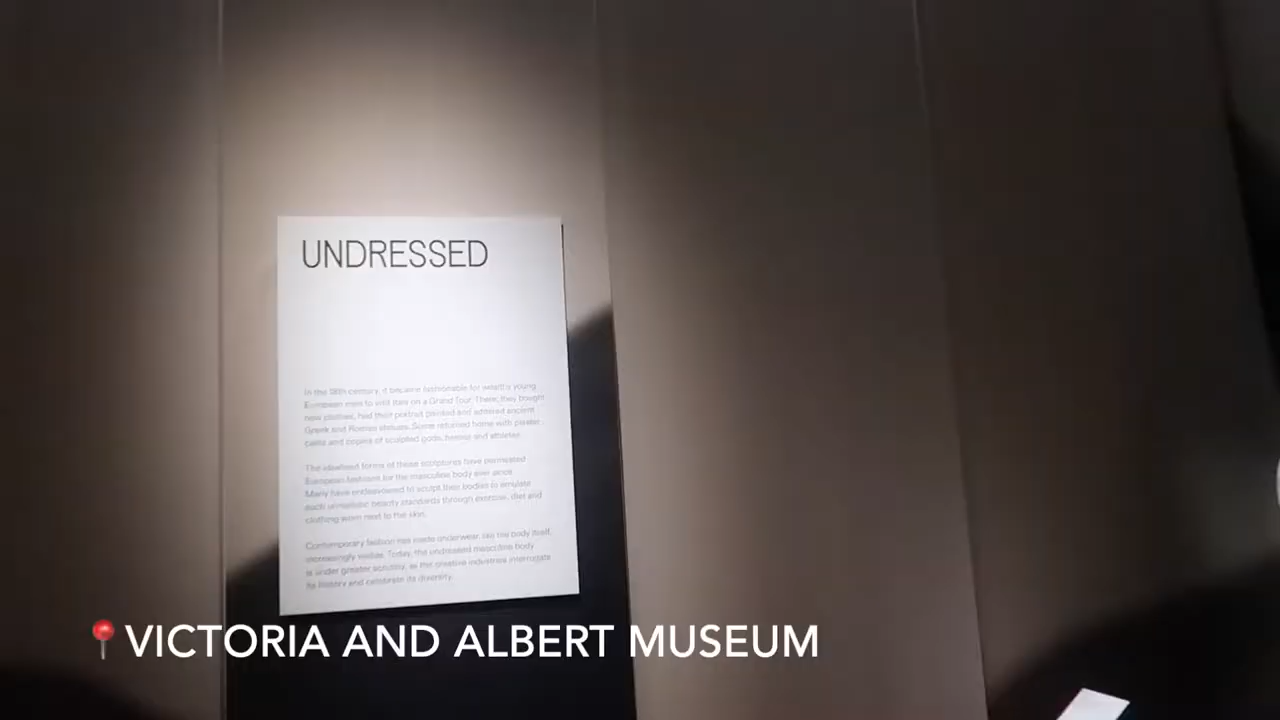 UNDRESSED
In the 18th century, it became fashionable for wealthy young
European men to visit Italy on a Grand Tour. There, they bought
new clothes, had their portrait painted and admired ancient
Greek and Roman statues. Some returned home with plaster
casts and copies of sculpted gods, heroes and athletes.
The idealised forms of these sculptures have permeated
European fashions for the masculine body ever since.
Many have endeavoured to sculpt their bodies to emulate
such unrealistic beauty standards through exercise, diet and
clothing worn next to the skin.
Contemporary fashion has made underwear, like the body itself,
increasingly visible. Today, the undressed masculine body
is under greater scrutiny, as the creative industries interrogate
its history and celebrate its diversity.
VICTORIA AND ALBERT MUSEUM